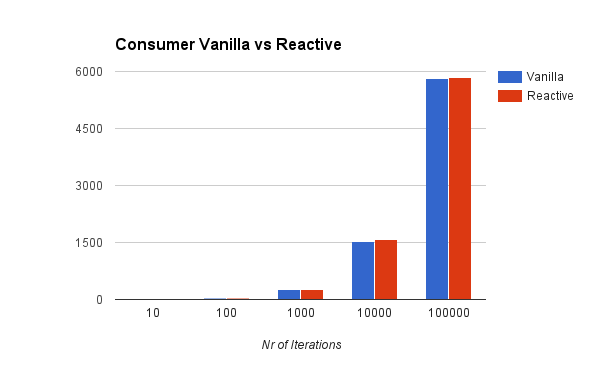 Consumer Vanilla vs Reactive
6000
4500
3000
1500
0
10 100 1000 10000 100000
Nr of Iterations
Vanilla
Reactive